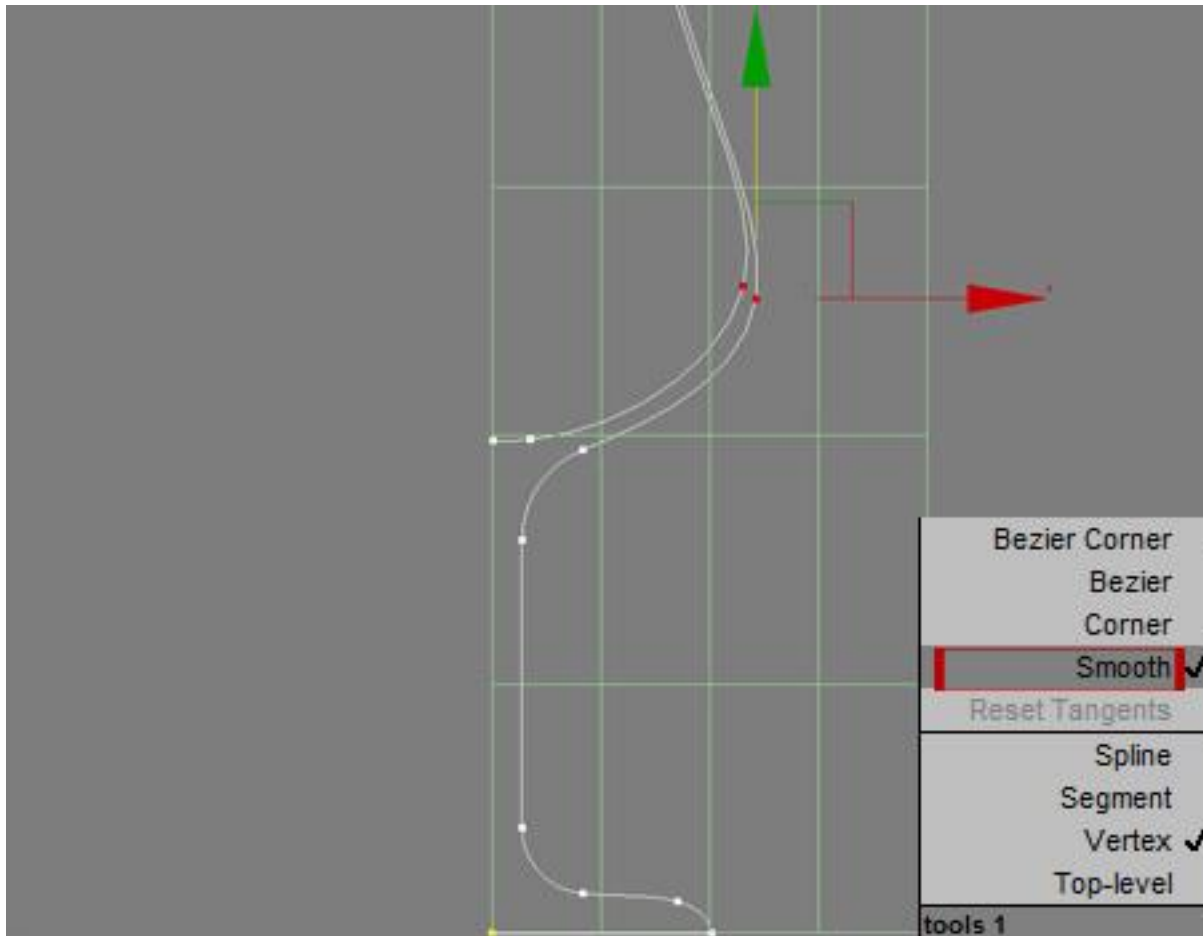 Bezier Corner
Bezier
Corner
Smooth
Reset Tangents
Spline
Segment
Vertex
Top-level
tools 1